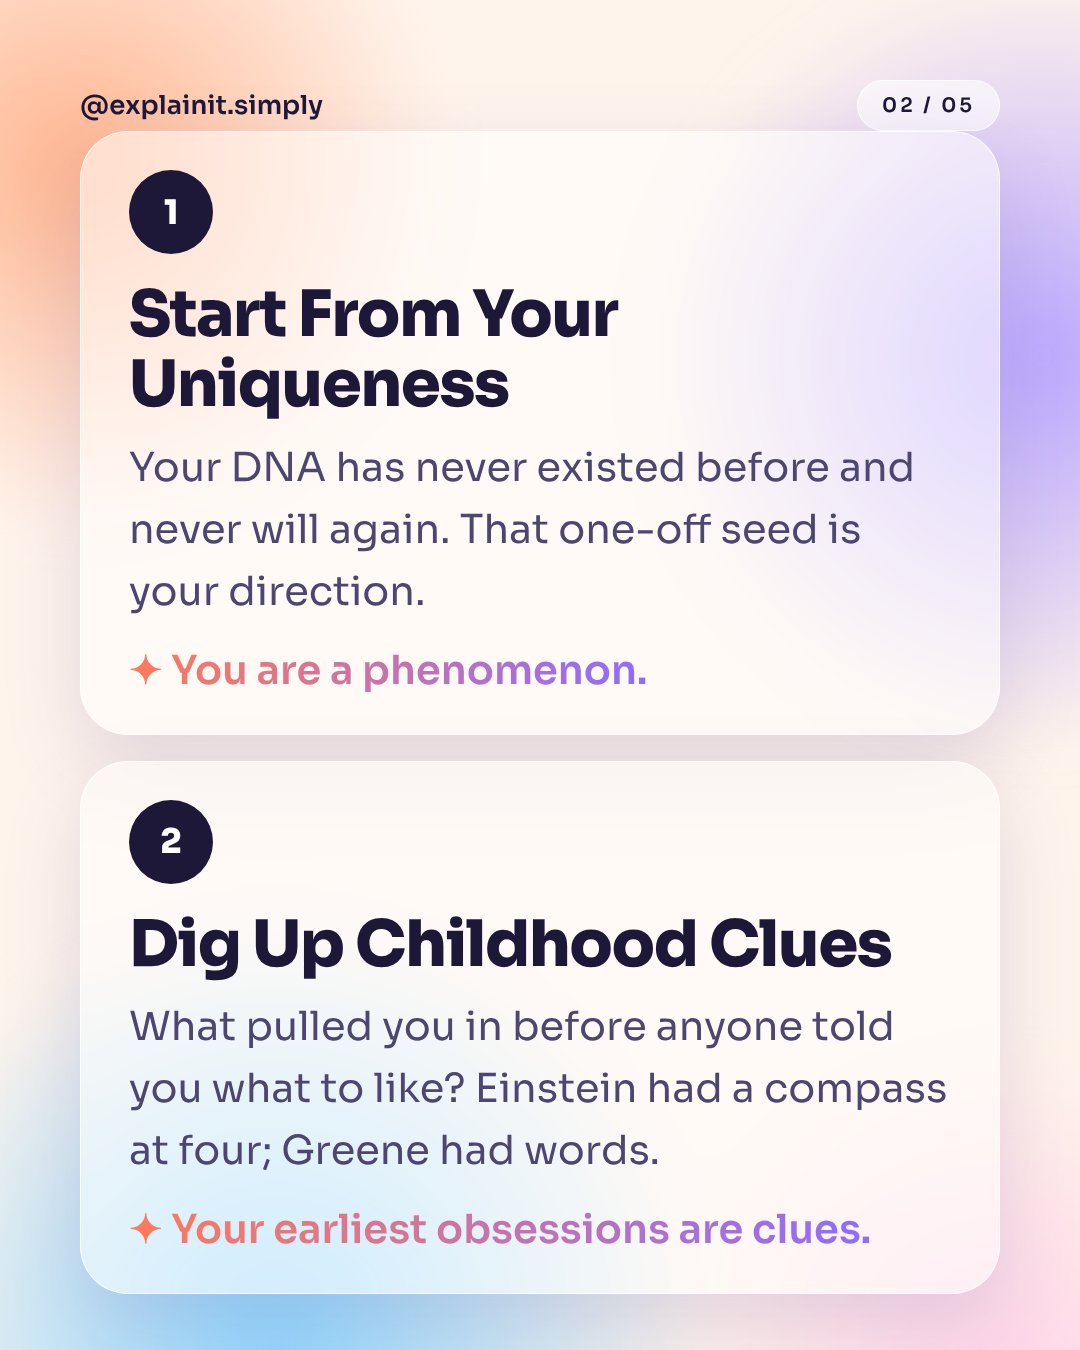 @explainit.simply
02 / 05
1
Start From Your
Uniqueness
Your DNA has never existed before and
never will again. That one-off seed is
your direction.
✦ You are a phenomenon.
2
Dig Up Childhood Clues
What pulled you in before anyone told
you what to like? Einstein had a compass
at four; Greene had words.
✦ Your earliest obsessions are clues.